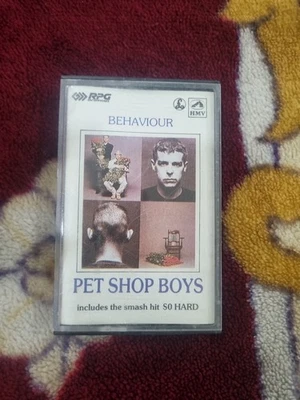 RPG
HMV
BEHAVIOUR
PET SHOP BOYS
includes the smash hit SO HARD